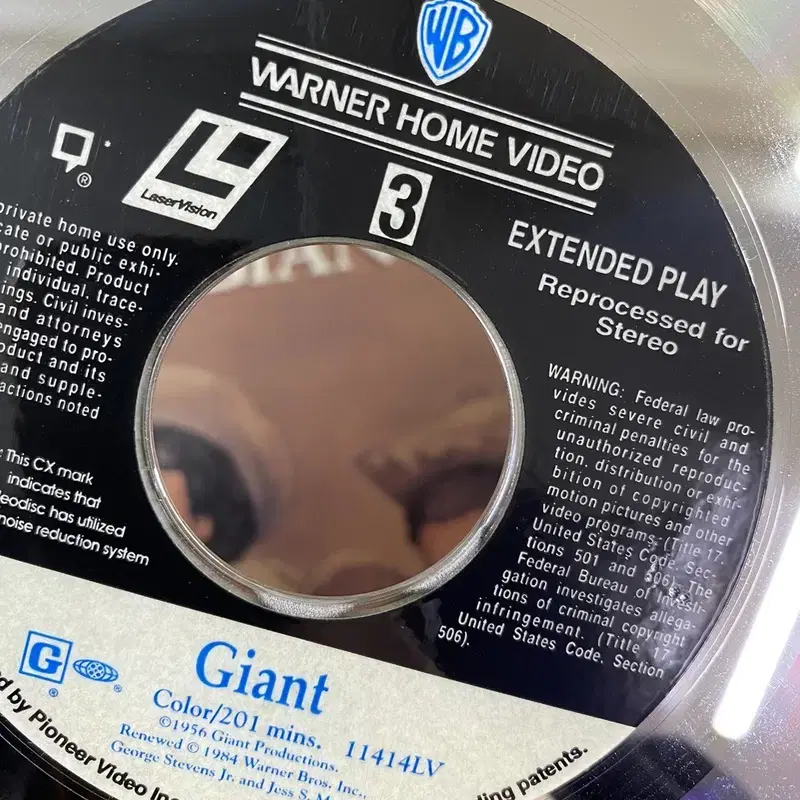 WB
WARNER HOME VIDEO
LaserVision
®
3
EXTENDED PLAY
Reprocessed for
Stereo
private home use only.
or public exhi-
prohibited. Product
individual, trace-
Civil inves-
and attorneys
engaged to pro-
and its
and supple-
actions noted
This CX mark
indicates that
has utilized
noise reduction system
WARNING: Federal law pro-
vides severe civil and
criminal penalties for the
unauthorized reproduc-
tion, distribution or exhi-
bition of copyrighted
motion pictures and other
video programs (Title 17,
United States Code, Sec-
tions 501 and 506). The
Federal Bureau of Investi-
gation investigates allega-
tions of criminal copyright
infringement. (Title 17
United States Code, Section
506).
G
®
®
Giant
Color/201 mins.
11414LV
©1956 Giant Productions.
Renewed © 1984 Warner Bros. Inc.,
George Stevens Jr. and Jess S.
by Pioneer Video
patents.